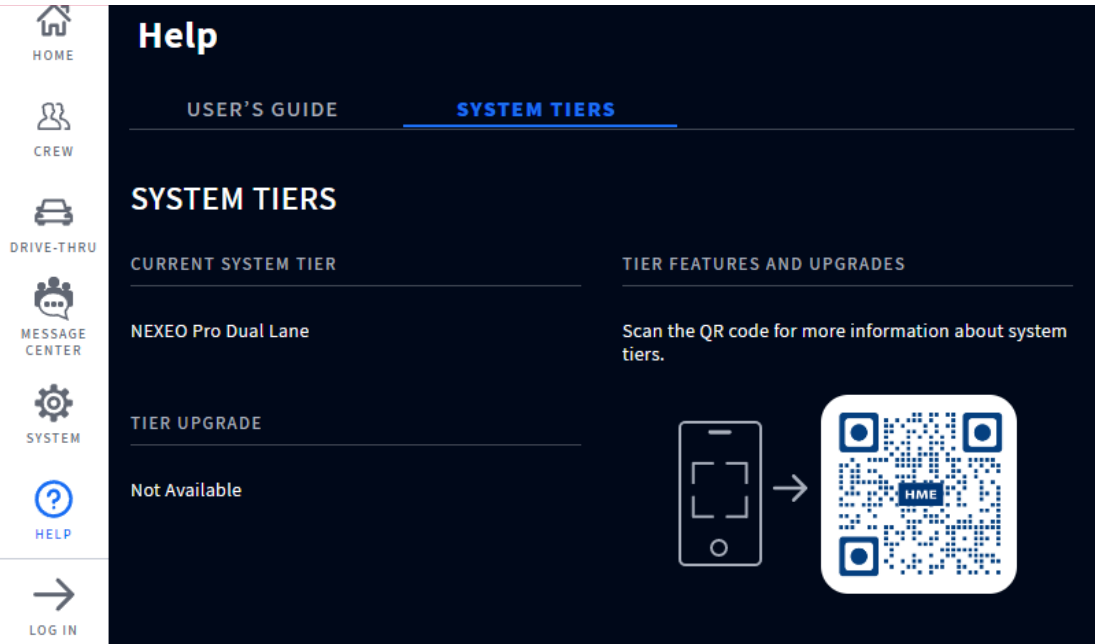 HOME
CREW
DRIVE-THRU
MESSAGE
CENTER
SYSTEM
HELP
LOG IN
Help
USER'S GUIDE
SYSTEM TIERS
SYSTEM TIERS
CURRENT SYSTEM TIER
NEXEO Pro Dual Lane
TIER UPGRADE
Not Available
TIER FEATURES AND UPGRADES
Scan the QR code for more information about system
tiers.
HME